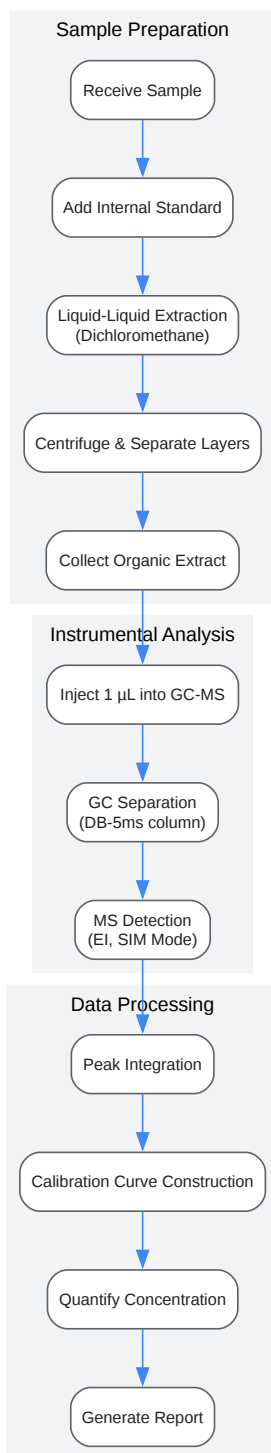 Sample Preparation
Receive Sample
Add Internal Standard
Liquid-Liquid Extraction
(Dichloromethane)
Centrifuge & Separate Layers
Collect Organic Extract
Instrumental Analysis
Inject 1 µL into GC-MS
GC Separation
(DB-5ms column)
MS Detection
(EI, SIM Mode)
Data Processing
Peak Integration
Calibration Curve Construction
Quantify Concentration
Generate Report